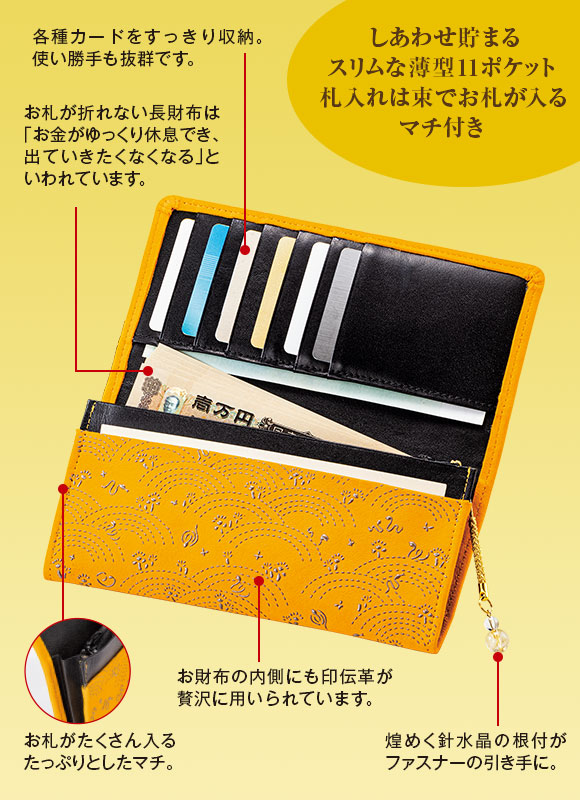 各種カードをすっきり収納。
使い勝手も抜群です。
しあわせ貯まる
スリムな薄型11ポケット
札入れは束でお札が入る
マチ付き
お札が折れない長財布は
「お金がゆっくり休息でき、
出ていきたくなくなる」と
いわれています。
壱万円
お財布の内側にも印伝革が
贅沢に用いられています。
お札がたくさん入る
たっぷりとしたマチ。
煌めく針水晶の根付が
ファスナーの引き手に。